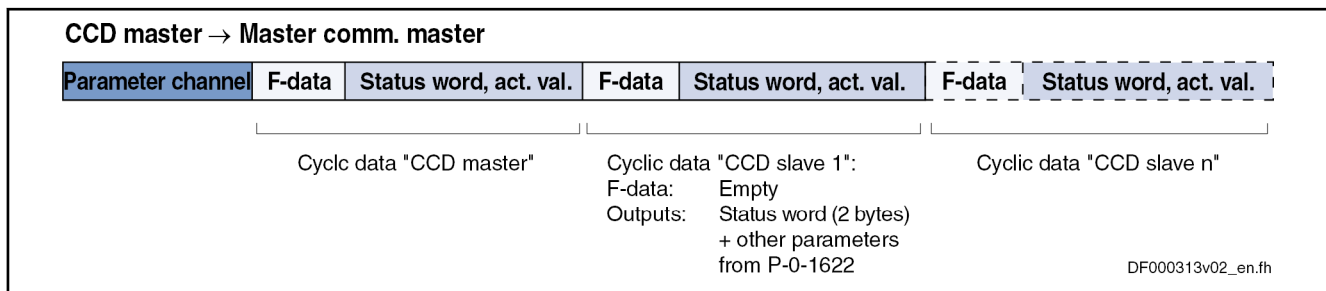 CCD master → Master comm. master
Parameter channel F-data Status word, act. val. F-data Status word, act. val. F-data Status word, act. val.
Cyclc data "CCD master"
Cyclic data "CCD slave 1":
F-data: Empty
Outputs: Status word (2 bytes)
+ other parameters
from P-0-1622
Cyclic data "CCD slave n"
DF000313v02_en.fh